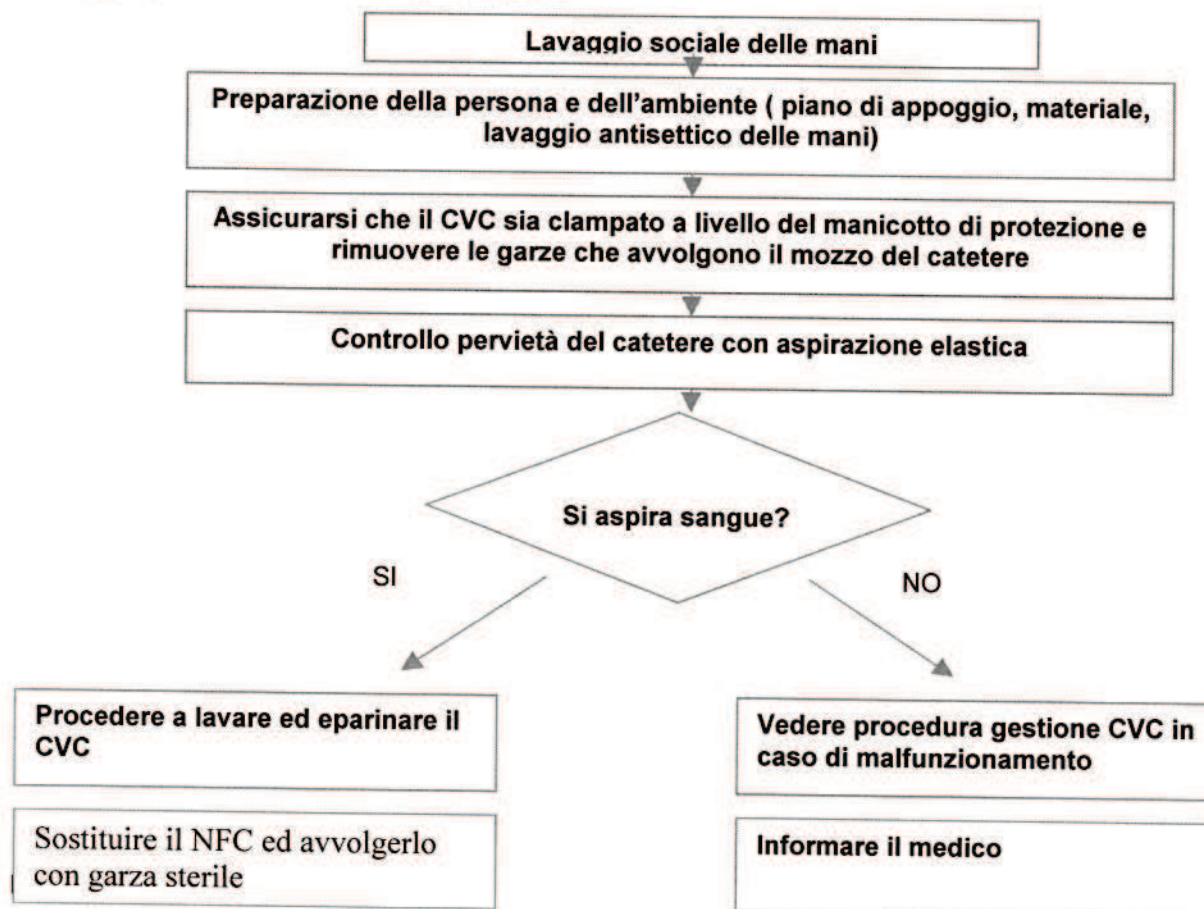 Lavaggio sociale delle mani
Preparazione della persona e dell'ambiente ( piano di appoggio, materiale,
lavaggio antisettico delle mani)
Assicurarsi che il CVC sia clampato a livello del manicotto di protezione e
rimuovere le garze che avvolgono il mozzo del catetere
Controllo pervietà del catetere con aspirazione elastica
Si aspira sangue?
SI
NO
Procedere a lavare ed eparinare il
CVC
Vedere procedura gestione CVC in
caso di malfunzionamento
Sostituire il NFC ed avvolgerlo
con garza sterile
Informare il medico